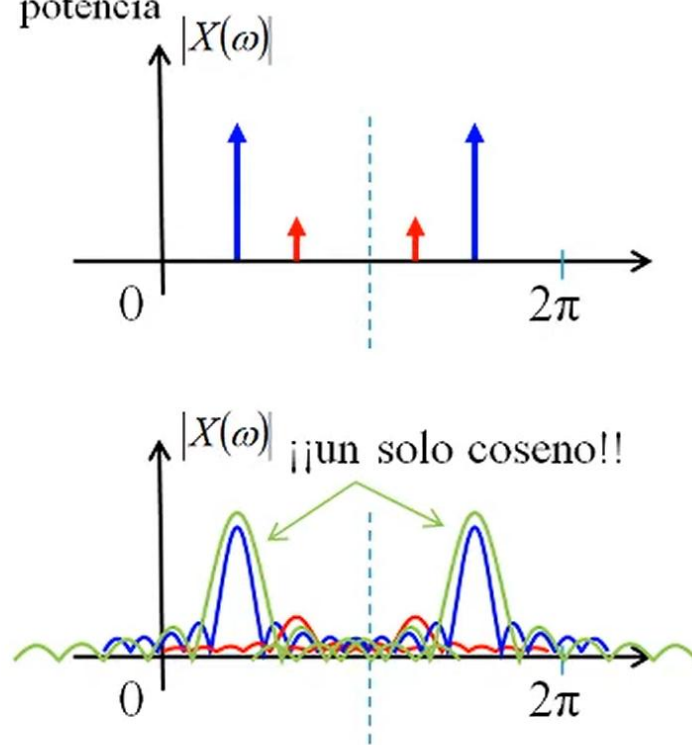 potencia
|X(ω)|
0
2π
|X(ω)|
¡¡un solo coseno!!
0
2π